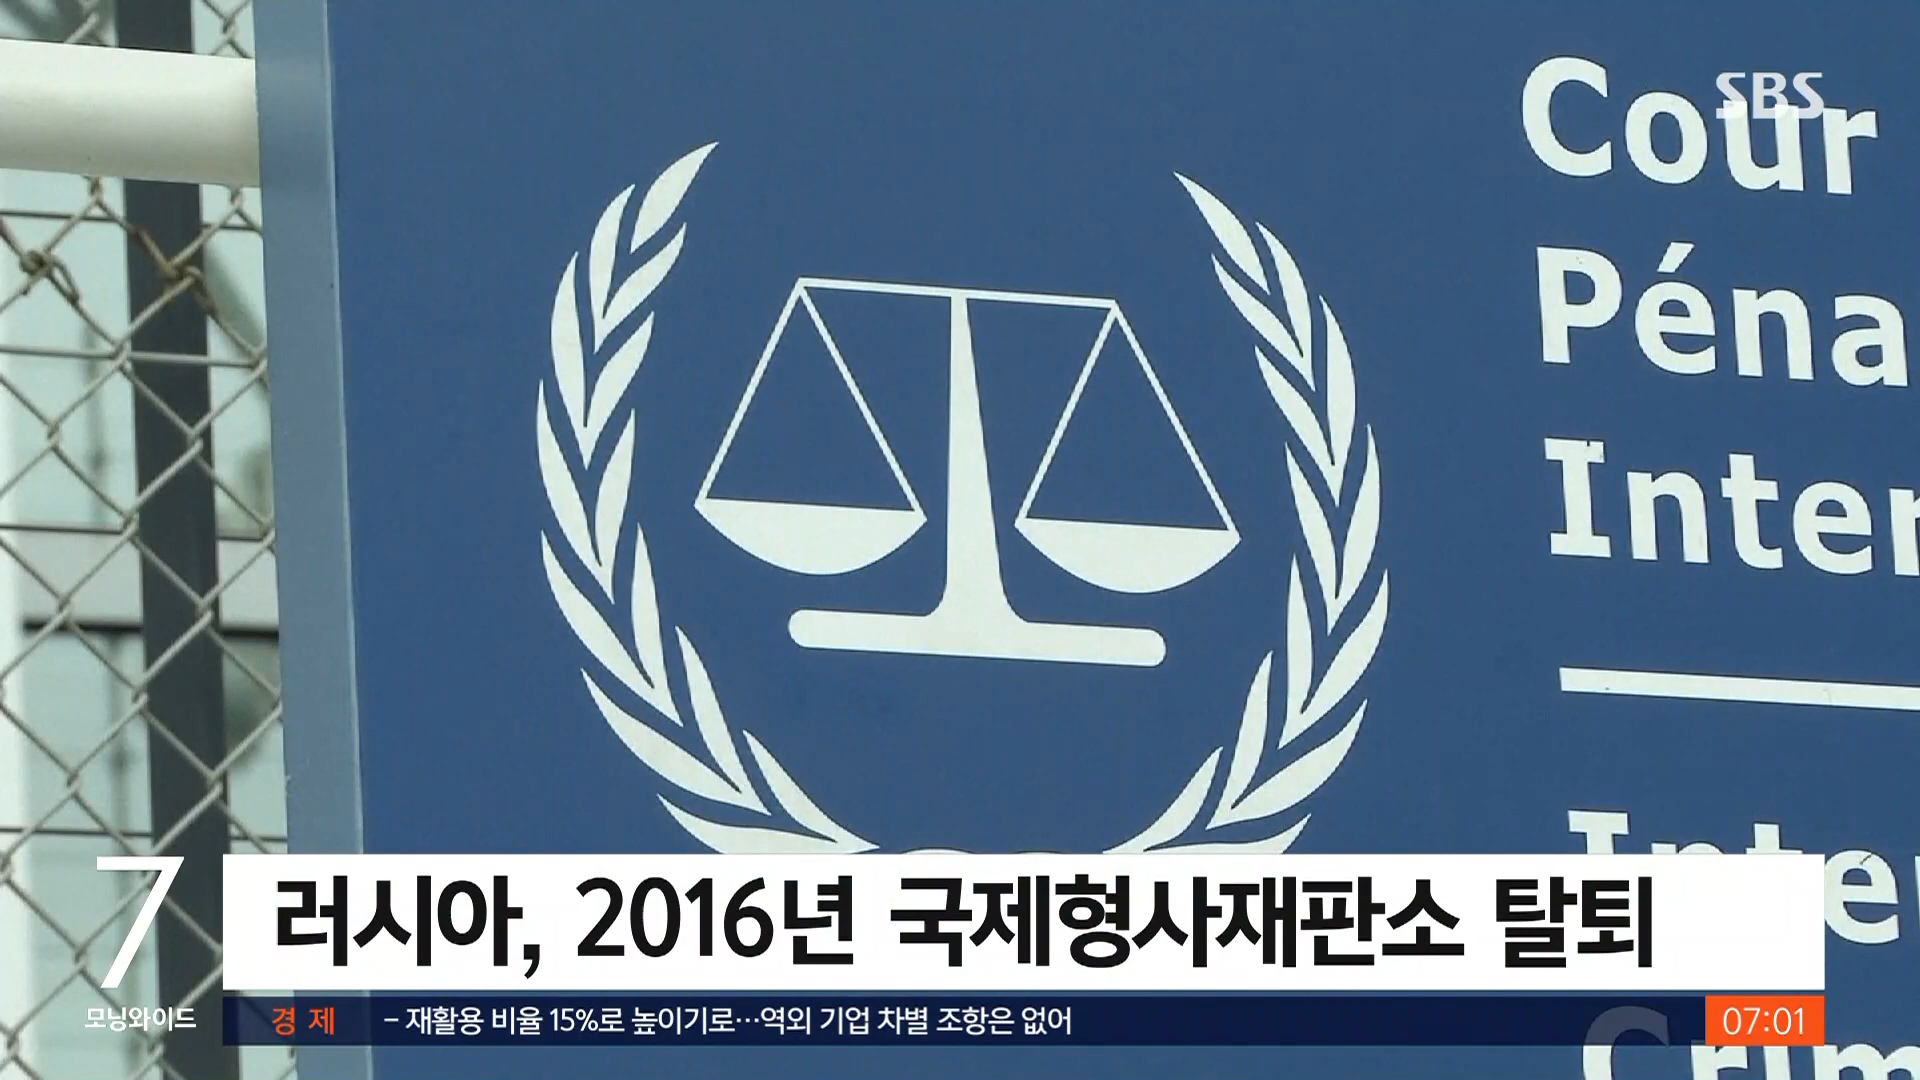 SBS
Cour
Péna
Inter
Inte
7
모닝와이드
러시아, 2016년 국제형사재판소 탈퇴
경제
- 재활용 비율 15%로 높이기로…역외 기업 차별 조항은 없어
07:01
Crim